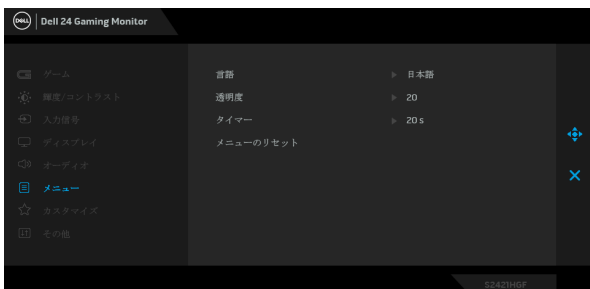 DELL Dell 24 Gaming Monitor
ゲーム
輝度/コントラスト
入力信号
ディスプレイ
オーディオ
メニュー
カスタマイズ
その他
言語 日本語
透明度 20
タイマー 20 s
メニューのリセット
S2421HGF